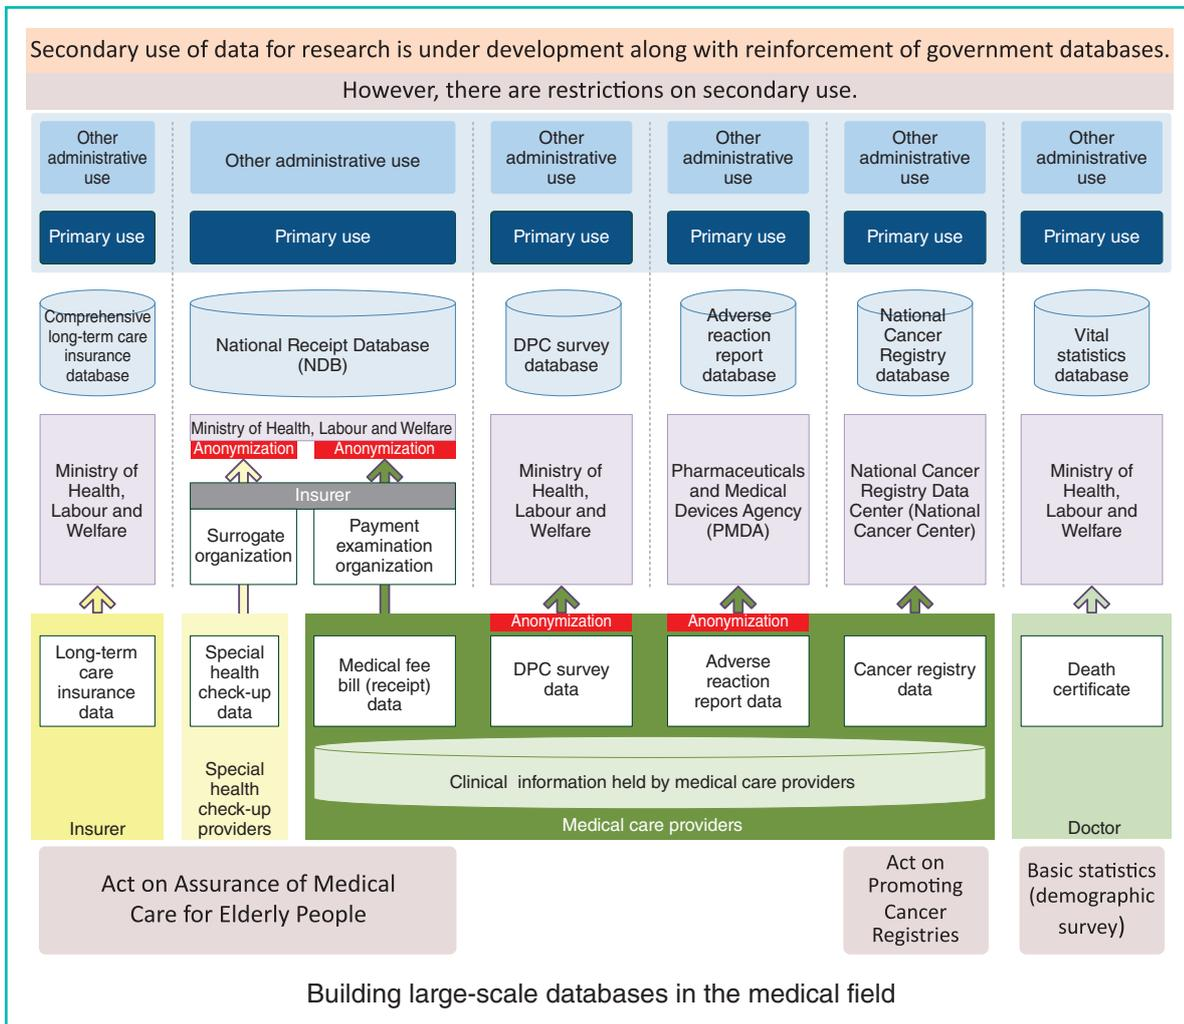 Secondary use of data for research is under development along with reinforcement of government databases.
However, there are restrictions on secondary use.
Other
administrative
use
Other administrative use
Other
administrative
use
Other
administrative
use
Other
administrative
use
Other
administrative
use
Primary use
Primary use
Primary use
Primary use
Primary use
Primary use
Comprehensive
long-term care
insurance
database
National Receipt Database
(NDB)
DPC survey
database
Adverse
reaction
report
database
National
Cancer
Registry
database
Vital
statistics
database
Ministry of
Health,
Labour and
Welfare
Ministry of Health, Labour and Welfare
Anonymization
Anonymization
Insurer
Surrogate
organization
Payment
examination
organization
Ministry of
Health,
Labour and
Welfare
Pharmaceuticals
and Medical
Devices Agency
(PMDA)
National Cancer
Registry Data
Center (National
Cancer Center)
Ministry of
Health,
Labour and
Welfare
Anonymization
Anonymization
Long-term
care
insurance
data
Special
health
check-up
data
Medical fee
bill (receipt)
data
DPC survey
data
Adverse
reaction
report data
Cancer registry
data
Death
certificate
Clinical information held by medical care providers
Insurer
Special
health
check-up
providers
Medical care providers
Doctor
Act on Assurance of Medical
Care for Elderly People
Act on
Promoting
Cancer
Registries
Basic statistics
(demographic
survey)
Building large-scale databases in the medical field